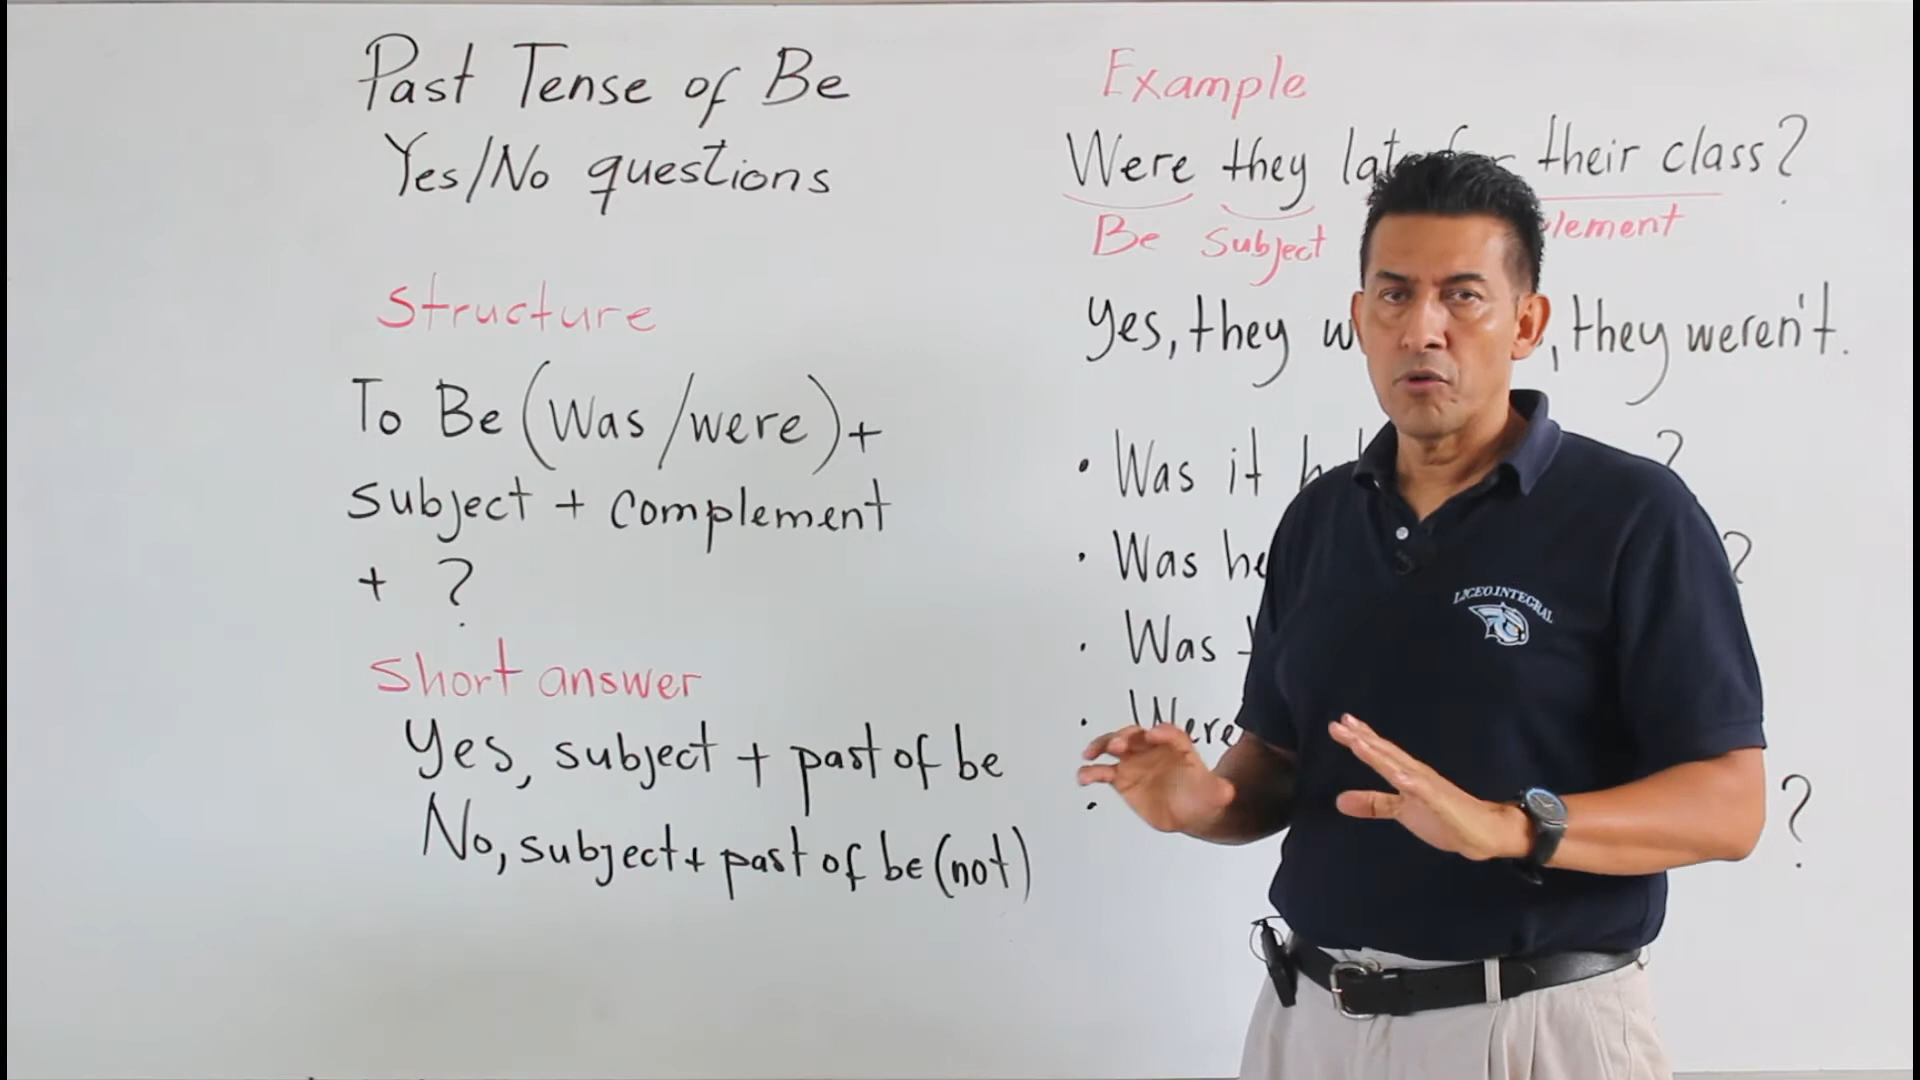 Past Tense of Be
Yes/No questions
Structure
To Be (Was/were) +
subject + complement
+ ?
Short answer
Yes, subject + past of be
No, subject + past of be (not)
Example
Were they their class?
Be Subject
Yes, they , they weren't.
• Was it ?
• Was ?
• Was
• Were
• ?
LICEO INTEGRAL